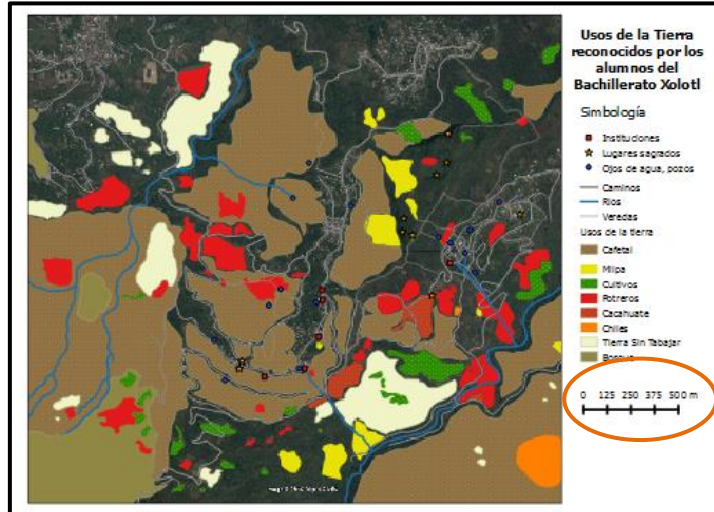 Usos de la Tierra
reconocidos por los
alumnos del
Bachillerato Xolotl
Simbología
Instituciones
Lugares sagrados
Ojos de agua, pozos
Caminos
Rios
Veredas
Usos de la tierra
Cafetal
Milpa
Cultivos
Potreros
Cacahuate
Chiles
Tierra Sin Tabajar
Bosque
0 125 250 375 500 m